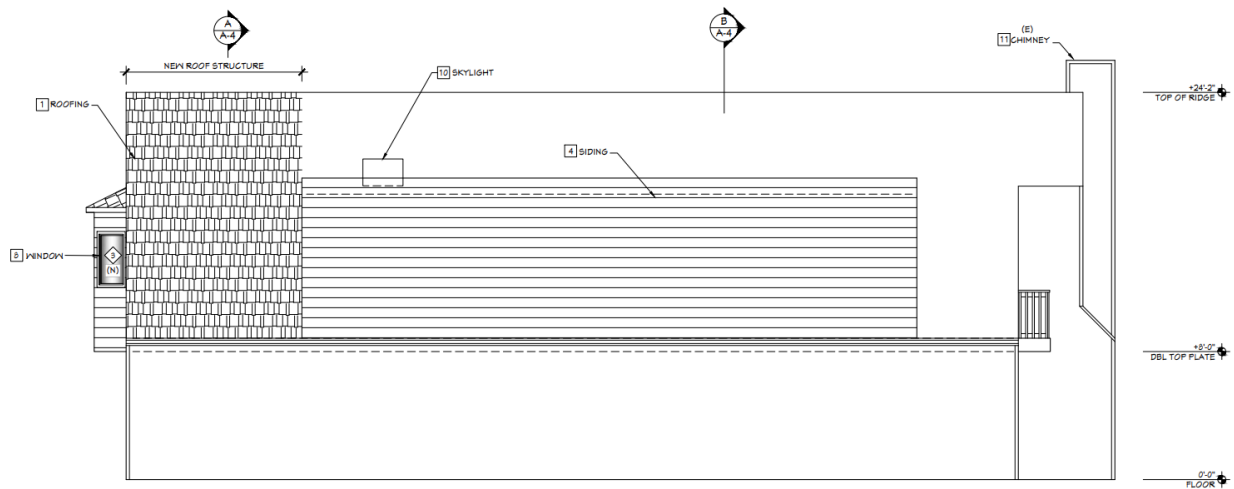 A
A-4
B
A-4
(E)
11 CHIMNEY
NEW ROOF STRUCTURE
10 SKYLIGHT
+24'-2"
TOP OF RIDGE
1 ROOFING
4 SIDING
8 WINDOW
3
(N)
+8'-0"
DBL TOP PLATE
0'-0"
FLOOR